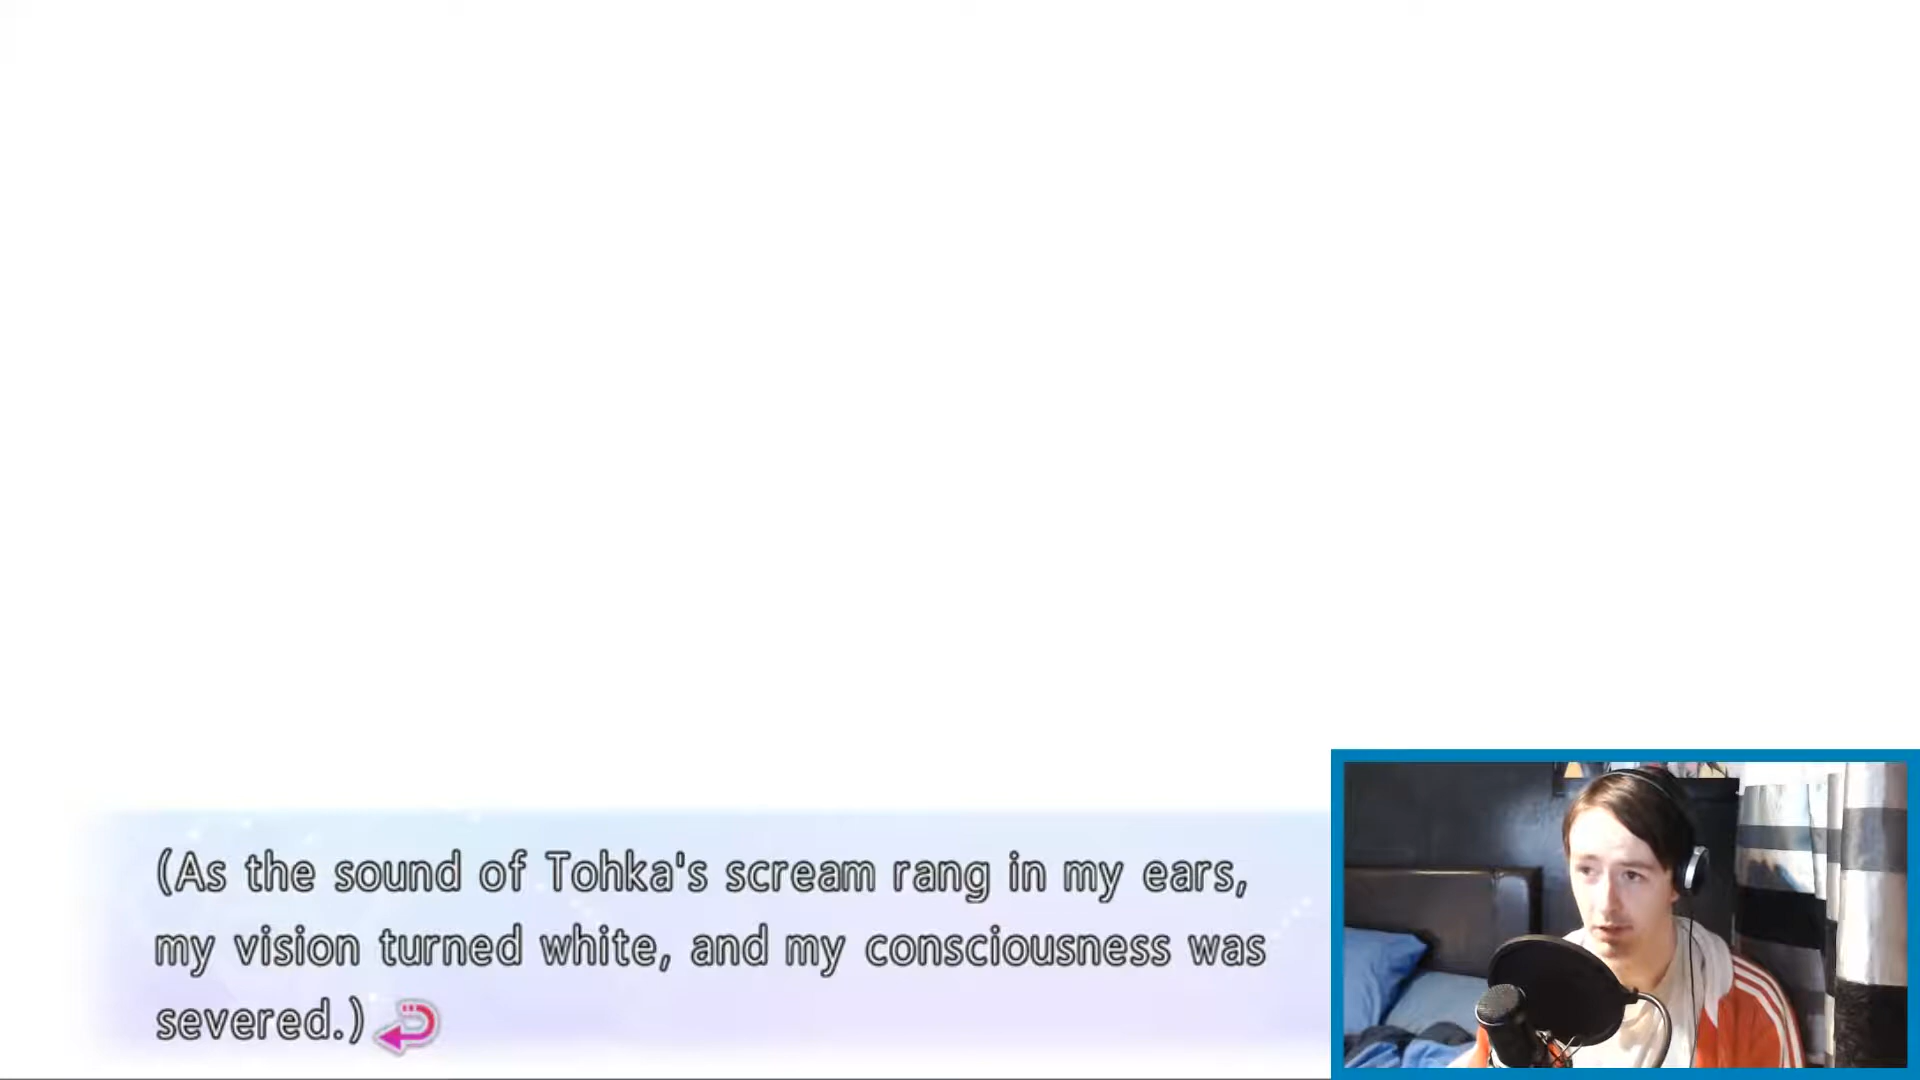 (As the sound of Tohka's scream rang in my ears,
my vision turned white, and my consciousness was
severed.)